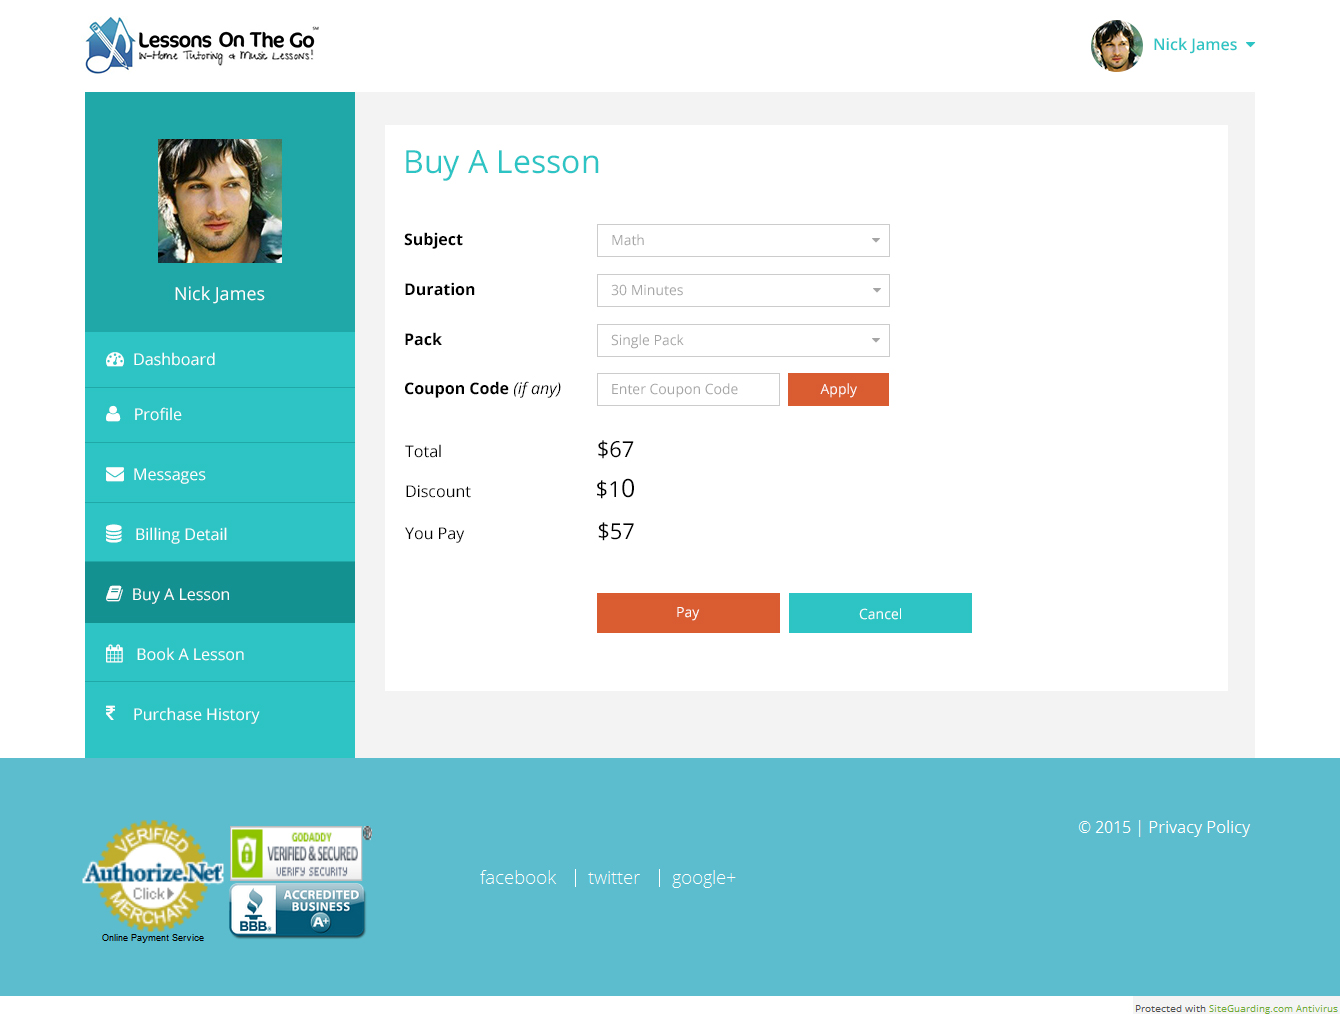 Lessons On The Go SM
In-Home Tutoring & Music Lessons!
Nick James
Nick James
Dashboard
Profile
Messages
Billing Detail
Buy A Lesson
Book A Lesson
Purchase History
Buy A Lesson
Subject Math
Duration 30 Minutes
Pack Single Pack
Coupon Code (if any) Enter Coupon Code Apply
Total $67
Discount $10
You Pay $57
Pay Cancel
VERIFIED
Authorize.Net
Click
MERCHANT
Online Payment Service
GODADDY
VERIFIED & SECURED
VERIFY SECURITY
BBB.
ACCREDITED
BUSINESS
A+
facebook | twitter | google+
© 2015 | Privacy Policy
Protected with SiteGuarding.com Antivirus